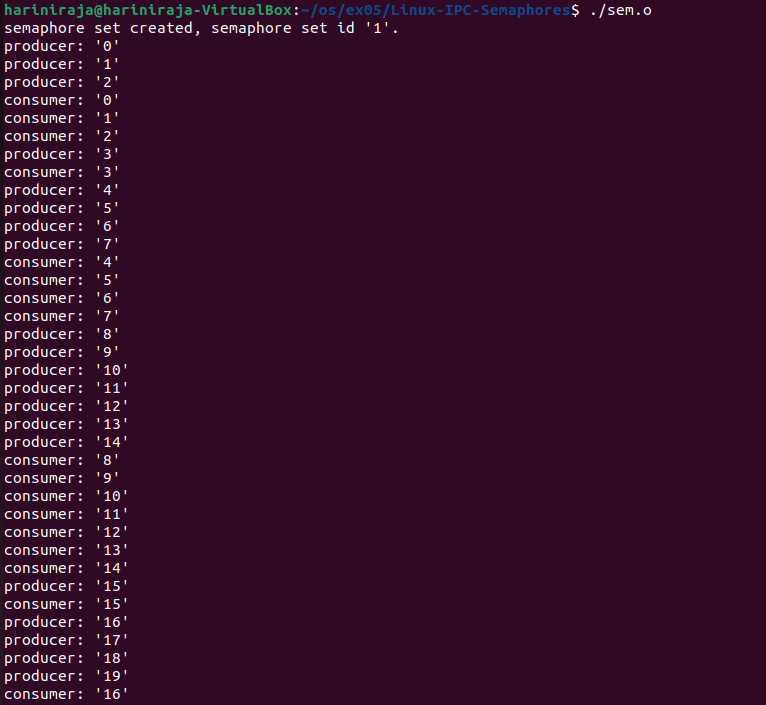 hariniraja@hariniraja-VirtualBox:~/os/ex05/Linux-IPC-Semaphores$ ./sem.o
semaphore set created, semaphore set id '1'.
producer: '0'
producer: '1'
producer: '2'
consumer: '0'
consumer: '1'
consumer: '2'
producer: '3'
consumer: '3'
producer: '4'
producer: '5'
producer: '6'
producer: '7'
consumer: '4'
consumer: '5'
consumer: '6'
consumer: '7'
producer: '8'
producer: '9'
producer: '10'
producer: '11'
producer: '12'
producer: '13'
producer: '14'
consumer: '8'
consumer: '9'
consumer: '10'
consumer: '11'
consumer: '12'
consumer: '13'
consumer: '14'
producer: '15'
consumer: '15'
producer: '16'
producer: '17'
producer: '18'
producer: '19'
consumer: '16'